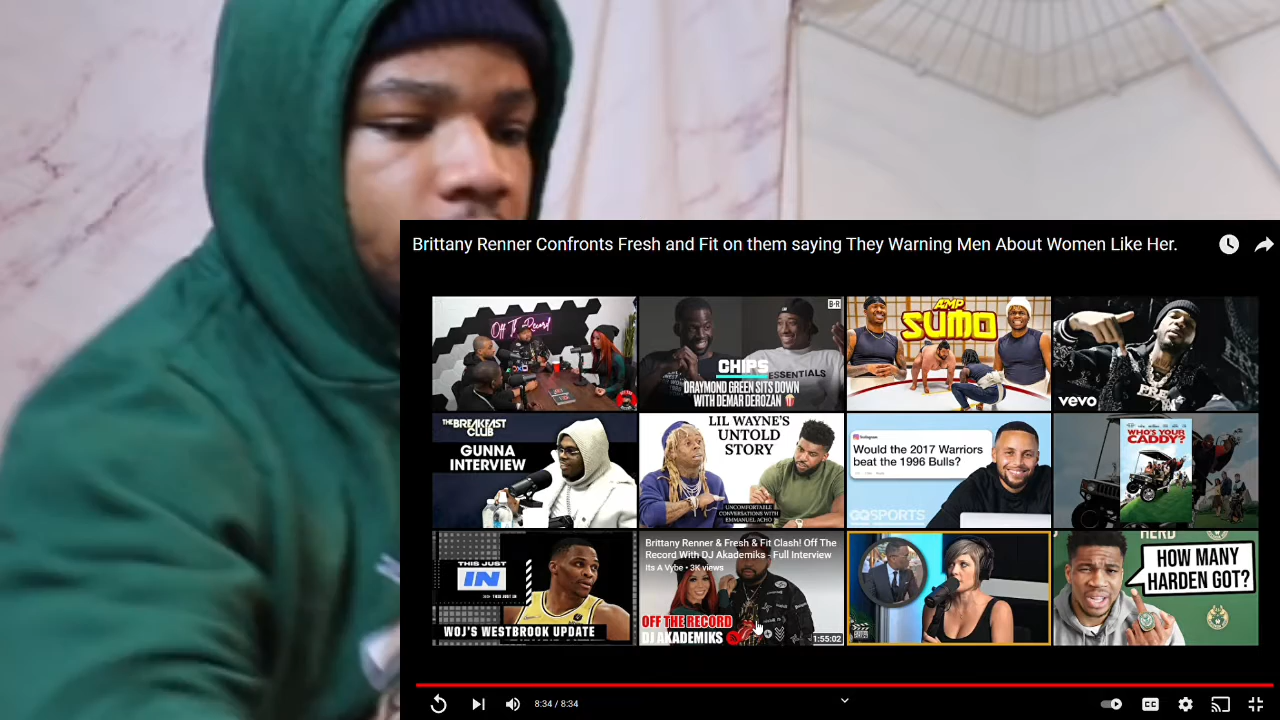 Brittany Renner Confronts Fresh and Fit on them saying They Warning Men About Women Like Her.
Off The Record
B·R
CHIPS
DRAYMOND GREEN SITS DOWN
WITH DEMAR DEROZAN
ESSENTIALS
AMP
SUMO
vevo
THE BREAKFAST
CLUB
GUNNA
INTERVIEW
LIL WAYNE'S
UNTOLD
STORY
UNCOMFORTABLE
CONVERSATIONS WITH
EMMANUEL ACHO
Instagram
Would the 2017 Warriors
beat the 1996 Bulls?
GQSPORTS
WHO'S YOUR
CADDY?
THIS JUST
IN
WOJ'S WESTBROOK UPDATE
Brittany Renner & Fresh & Fit Clash! Off The
Record With DJ Akademiks - Full Interview
Its A Vybe • 3K views
OFF THE RECORD
DJ AKADEMIKS
1:55:02
HERD
HOW MANY
HARDEN GOT?
8:34 / 8:34
CC